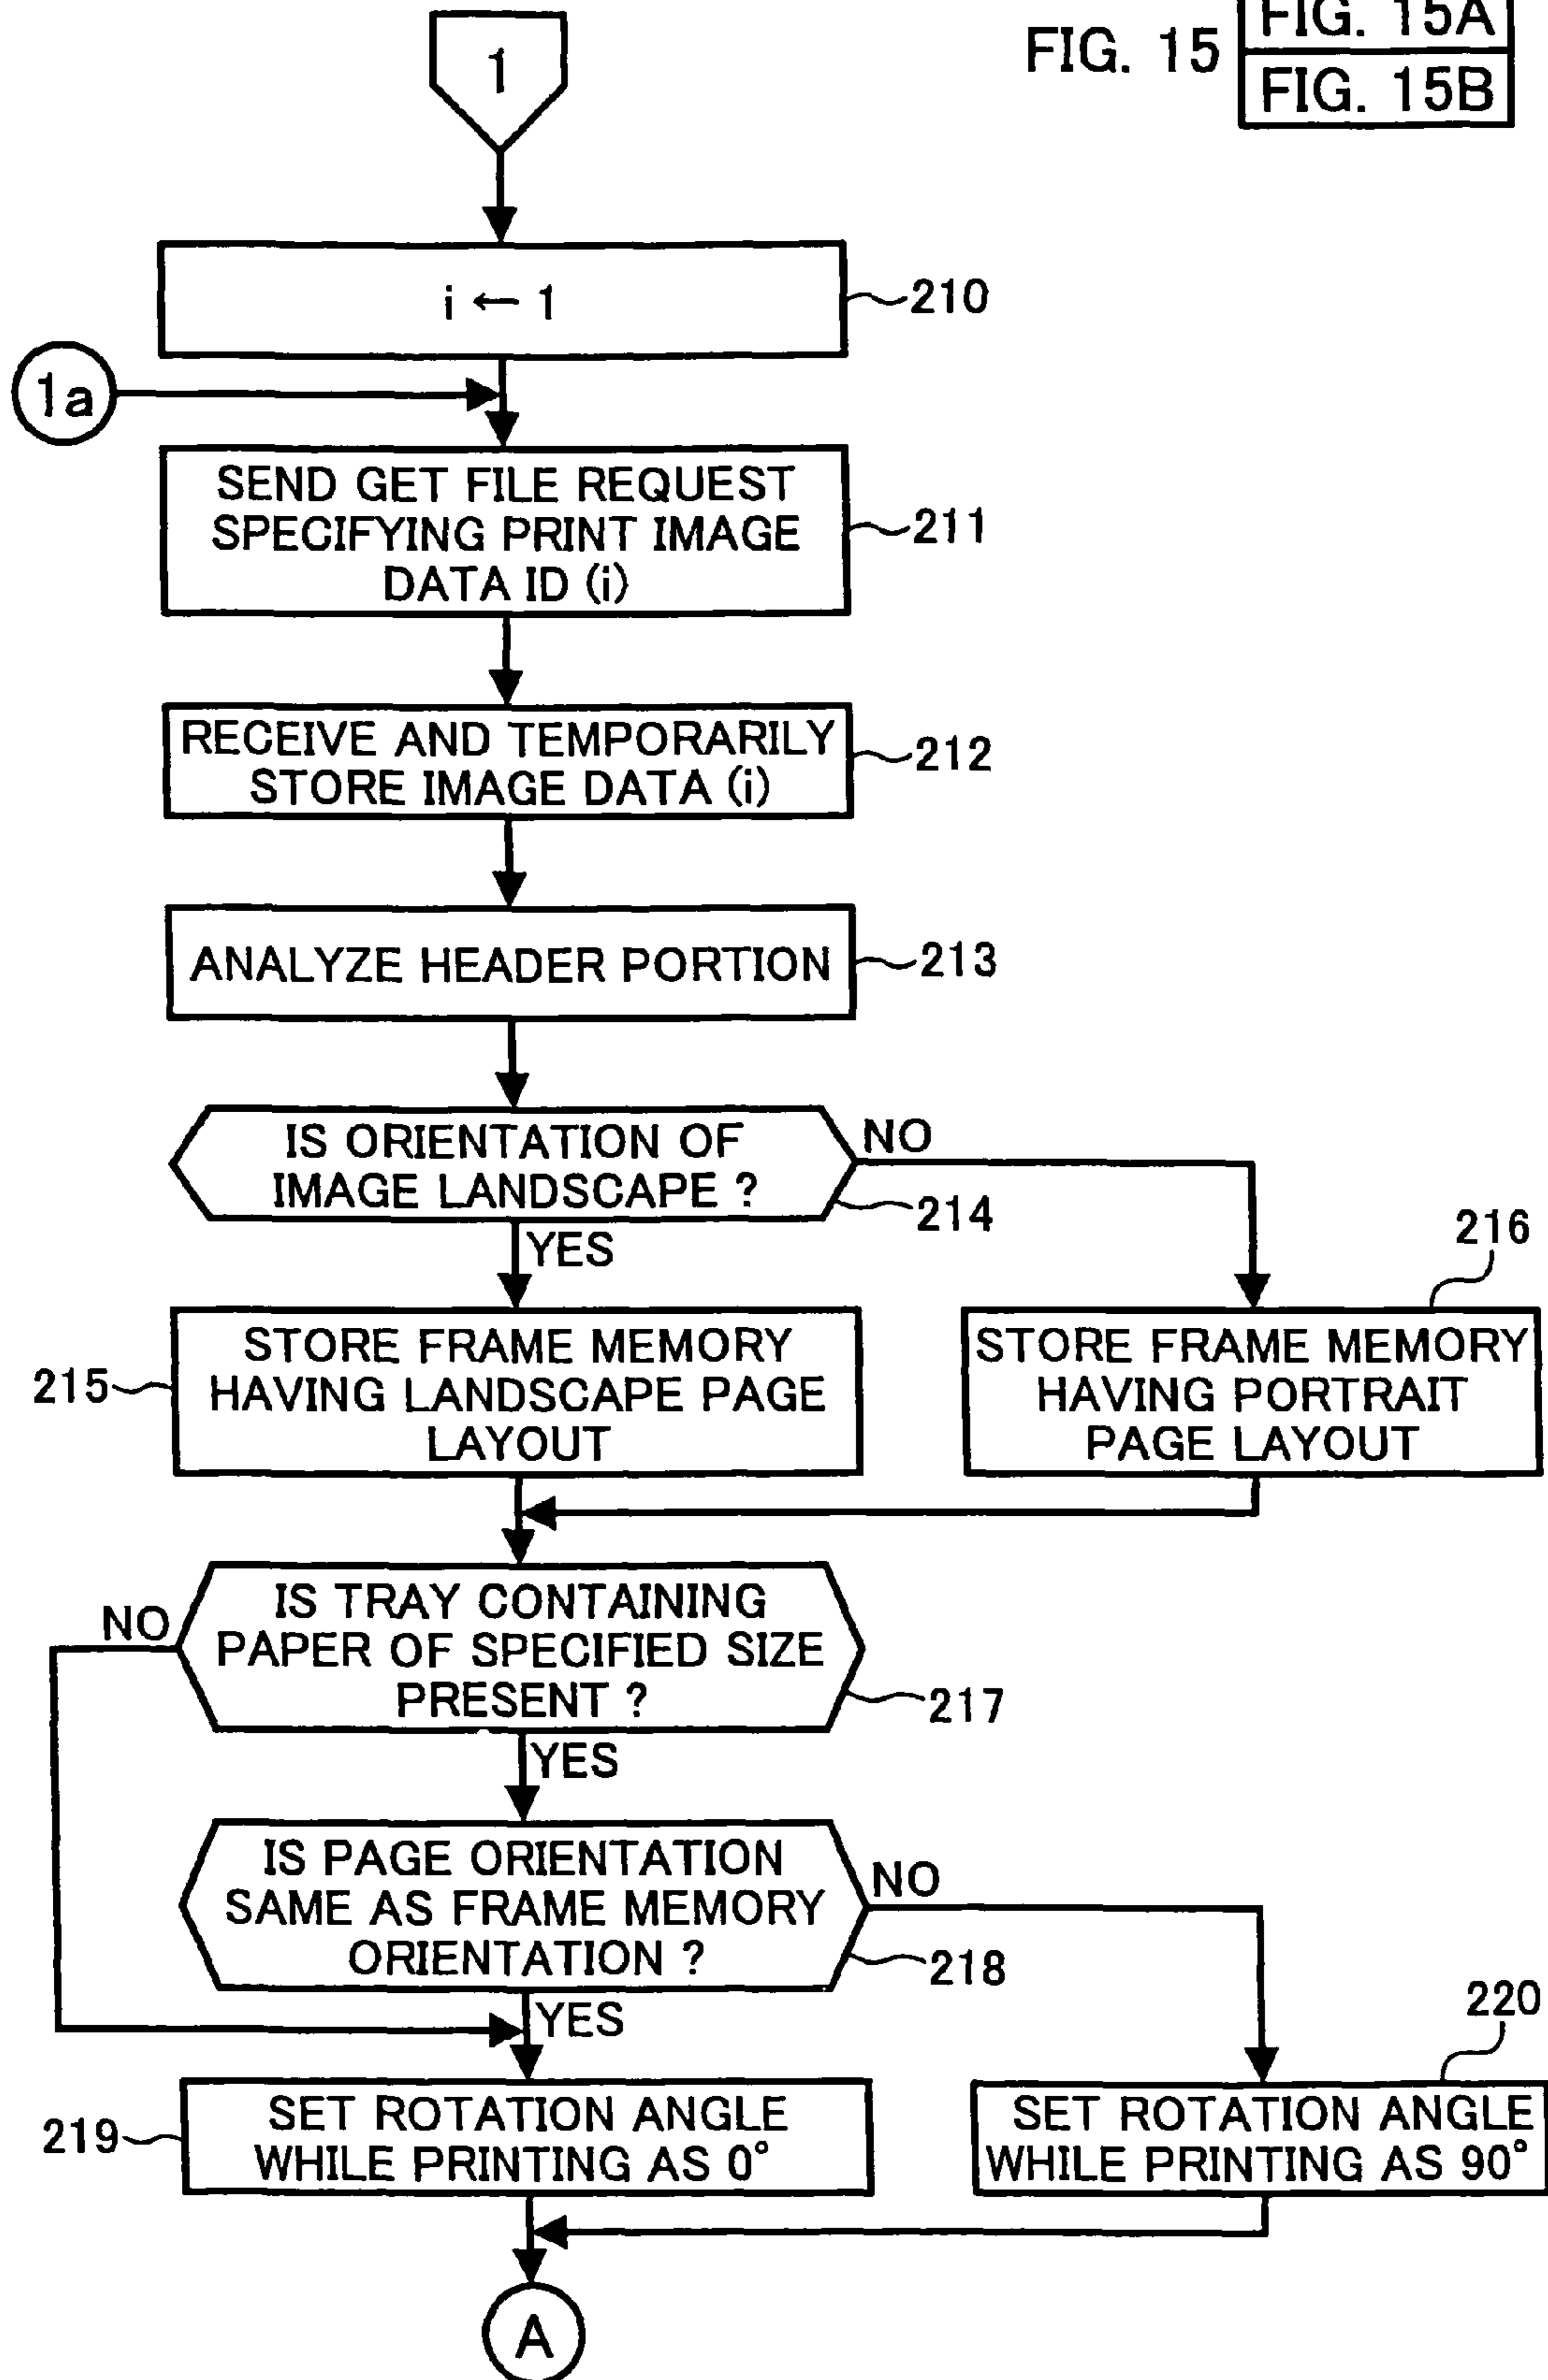 1
FIG. 15
FIG. 15A
FIG. 15B
i ← 1
210
1a
SEND GET FILE REQUEST
SPECIFYING PRINT IMAGE
DATA ID (i)
211
RECEIVE AND TEMPORARILY
STORE IMAGE DATA (i)
212
ANALYZE HEADER PORTION
213
IS ORIENTATION OF
IMAGE LANDSCAPE ?
NO
214
YES
216
215
STORE FRAME MEMORY
HAVING LANDSCAPE PAGE
LAYOUT
STORE FRAME MEMORY
HAVING PORTRAIT
PAGE LAYOUT
NO
IS TRAY CONTAINING
PAPER OF SPECIFIED SIZE
PRESENT ?
217
YES
IS PAGE ORIENTATION
SAME AS FRAME MEMORY
ORIENTATION ?
NO
218
YES
220
219
SET ROTATION ANGLE
WHILE PRINTING AS 0°
SET ROTATION ANGLE
WHILE PRINTING AS 90°
A